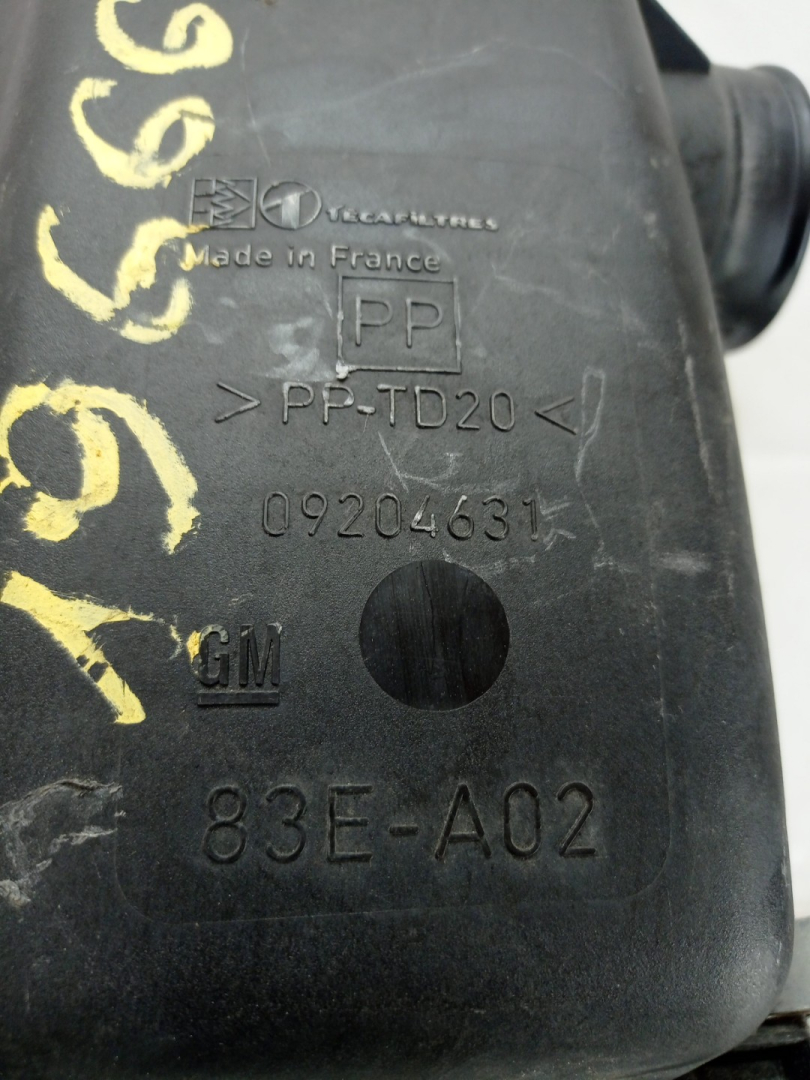 TECAFILTRES
Made in France
PP
> PP-TD20 <
09204631
GM
83E-A02